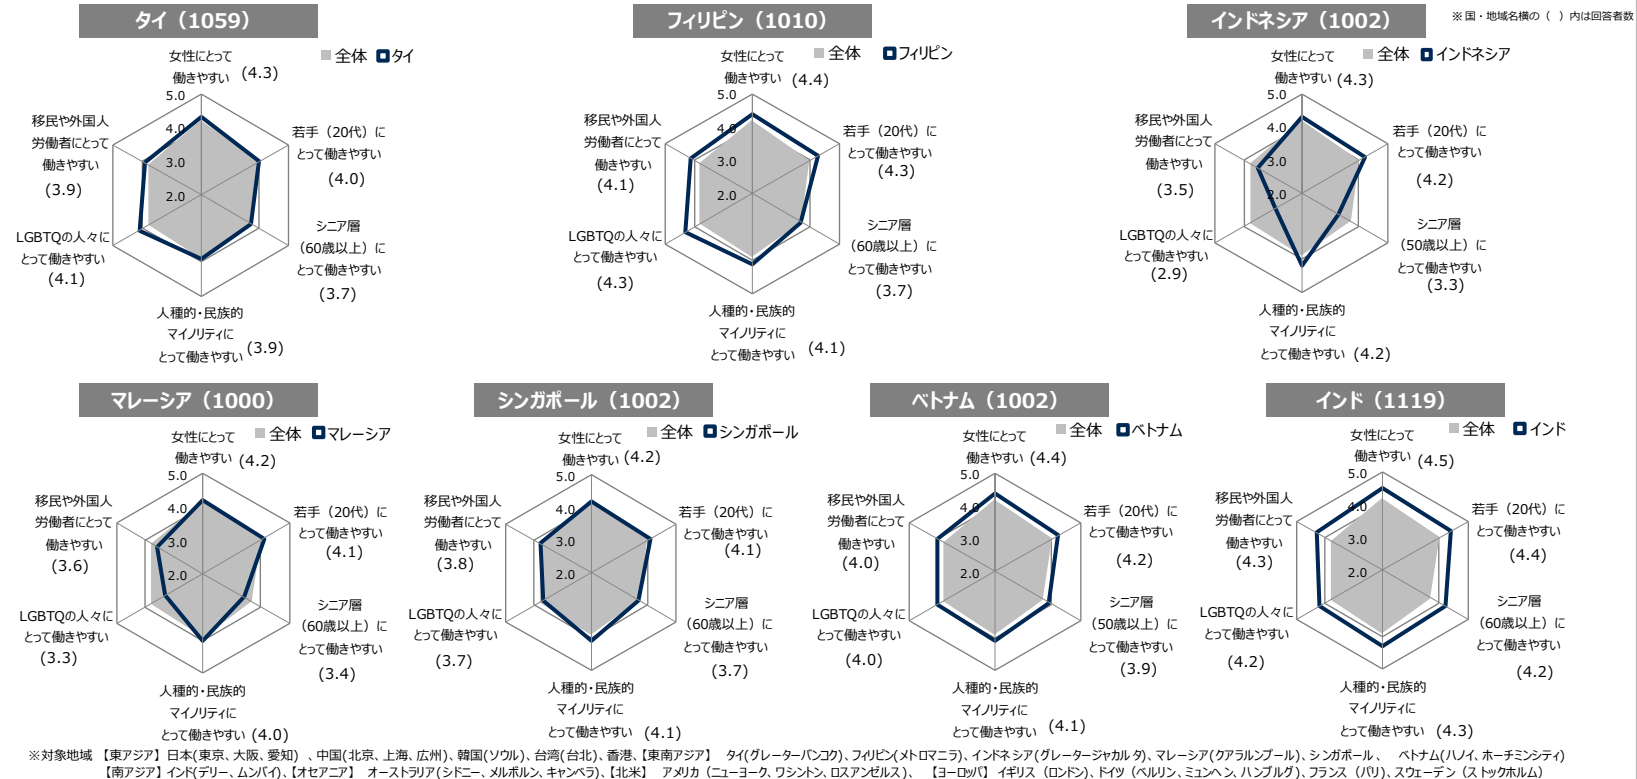 タイ（1059）
全体 タイ
女性にとって
働きやすい (4.3)
若手（20代）に
とって働きやすい
(4.0)
シニア層
（60歳以上）に
とって働きやすい
(3.7)
人種的・民族的
マイノリティに
とって働きやすい (3.9)
LGBTQの人々に
とって働きやすい
(4.1)
移民や外国人
労働者にとって
働きやすい
(3.9)
5.0
4.0
3.0
2.0
フィリピン（1010）
全体 フィリピン
女性にとって
働きやすい (4.4)
若手（20代）に
とって働きやすい
(4.3)
シニア層
（60歳以上）に
とって働きやすい
(3.7)
人種的・民族的
マイノリティに
とって働きやすい (4.1)
LGBTQの人々に
とって働きやすい
(4.3)
移民や外国人
労働者にとって
働きやすい
(4.1)
5.0
4.0
3.0
2.0
インドネシア（1002）
※国・地域名横の（ ）内は回答者数
全体 インドネシア
女性にとって
働きやすい (4.3)
若手（20代）に
とって働きやすい
(4.2)
シニア層
（50歳以上）に
とって働きやすい
(3.3)
人種的・民族的
マイノリティに
とって働きやすい (4.2)
LGBTQの人々に
とって働きやすい
(2.9)
移民や外国人
労働者にとって
働きやすい
(3.5)
5.0
4.0
3.0
2.0
マレーシア（1000）
全体 マレーシア
女性にとって
働きやすい (4.2)
若手（20代）に
とって働きやすい
(4.1)
シニア層
（60歳以上）に
とって働きやすい
(3.4)
人種的・民族的
マイノリティに
とって働きやすい (4.0)
LGBTQの人々に
とって働きやすい
(3.3)
移民や外国人
労働者にとって
働きやすい
(3.6)
5.0
4.0
3.0
2.0
シンガポール（1002）
全体 シンガポール
女性にとって
働きやすい (4.2)
若手（20代）に
とって働きやすい
(4.1)
シニア層
（60歳以上）に
とって働きやすい
(3.7)
人種的・民族的
マイノリティに
とって働きやすい (4.1)
LGBTQの人々に
とって働きやすい
(3.7)
移民や外国人
労働者にとって
働きやすい
(3.8)
5.0
4.0
3.0
2.0
ベトナム（1002）
全体 ベトナム
女性にとって
働きやすい (4.4)
若手（20代）に
とって働きやすい
(4.2)
シニア層
（50歳以上）に
とって働きやすい
(3.9)
人種的・民族的
マイノリティに
とって働きやすい (4.1)
LGBTQの人々に
とって働きやすい
(4.0)
移民や外国人
労働者にとって
働きやすい
(4.0)
5.0
4.0
3.0
2.0
インド（1119）
全体 インド
女性にとって
働きやすい (4.5)
若手（20代）に
とって働きやすい
(4.4)
シニア層
（60歳以上）に
とって働きやすい
(4.2)
人種的・民族的
マイノリティに
とって働きやすい (4.3)
LGBTQの人々に
とって働きやすい
(4.2)
移民や外国人
労働者にとって
働きやすい
(4.3)
5.0
4.0
3.0
2.0
※対象地域 【東アジア】 日本(東京、大阪、愛知) 、中国(北京、上海、広州)、韓国(ソウル)、台湾(台北)、香港、【東南アジア】 タイ(グレーターバンコク)、フィリピン(メトロマニラ)、インドネシア(グレータージャカルタ)、マレーシア(クアラルンプール)、シンガポール 、 ベトナム(ハノイ、ホーチミンシティ)
【南アジア】 インド(デリー、ムンバイ)、【オセアニア】 オーストラリア(シドニー、メルボルン、キャンベラ)、【北米】 アメリカ（ニューヨーク、ワシントン、ロスアンゼルス）、 【ヨーロッパ】 イギリス（ロンドン)、ドイツ（ベルリン、ミュンヘン、ハンブルグ)、フランス（パリ)、スウェーデン（ストックホルム）